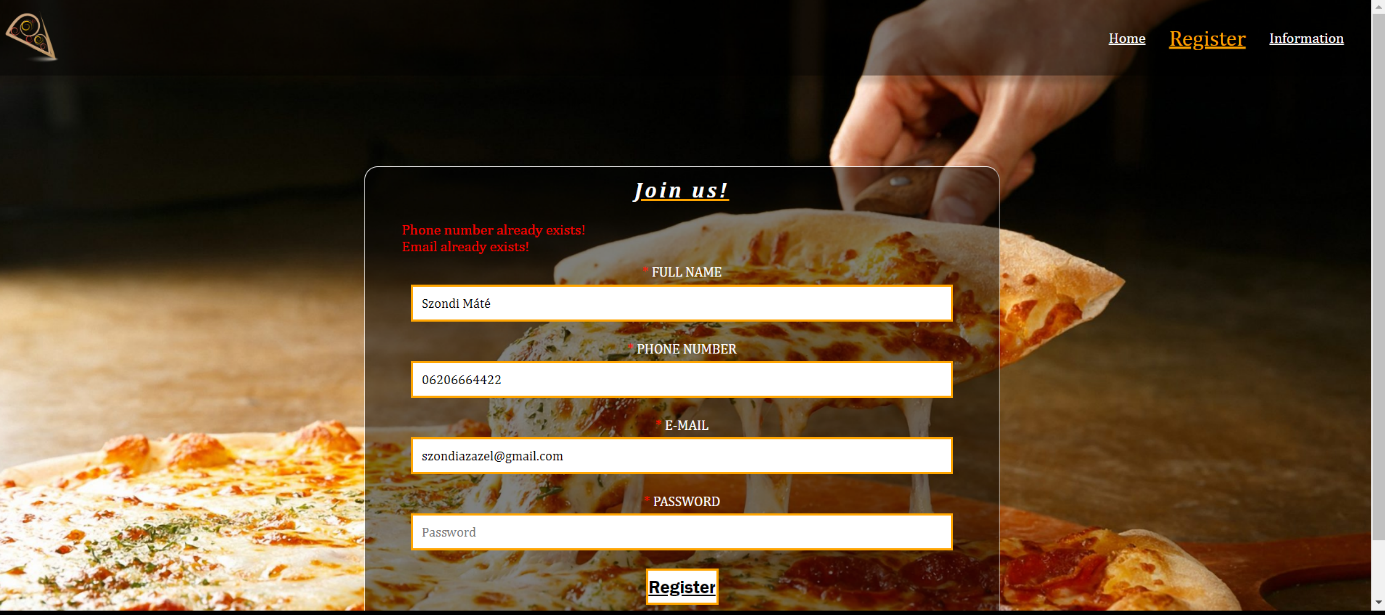 Home Register Information
Join us!
Phone number already exists!
Email already exists!
* FULL NAME
Szondi Máté
* PHONE NUMBER
06206664422
* E-MAIL
szondiazazel@gmail.com
* PASSWORD
Password
Register